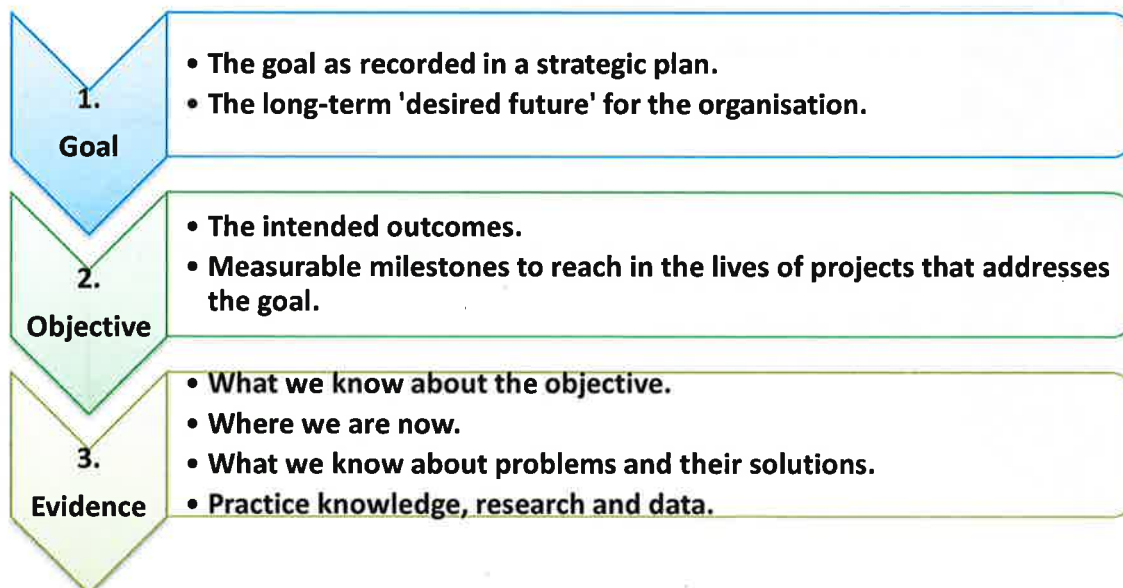 1.
Goal
• The goal as recorded in a strategic plan.
• The long-term 'desired future' for the organisation.
2.
Objective
• The intended outcomes.
• Measurable milestones to reach in the lives of projects that addresses
the goal.
3.
Evidence
• What we know about the objective.
• Where we are now.
• What we know about problems and their solutions.
• Practice knowledge, research and data.